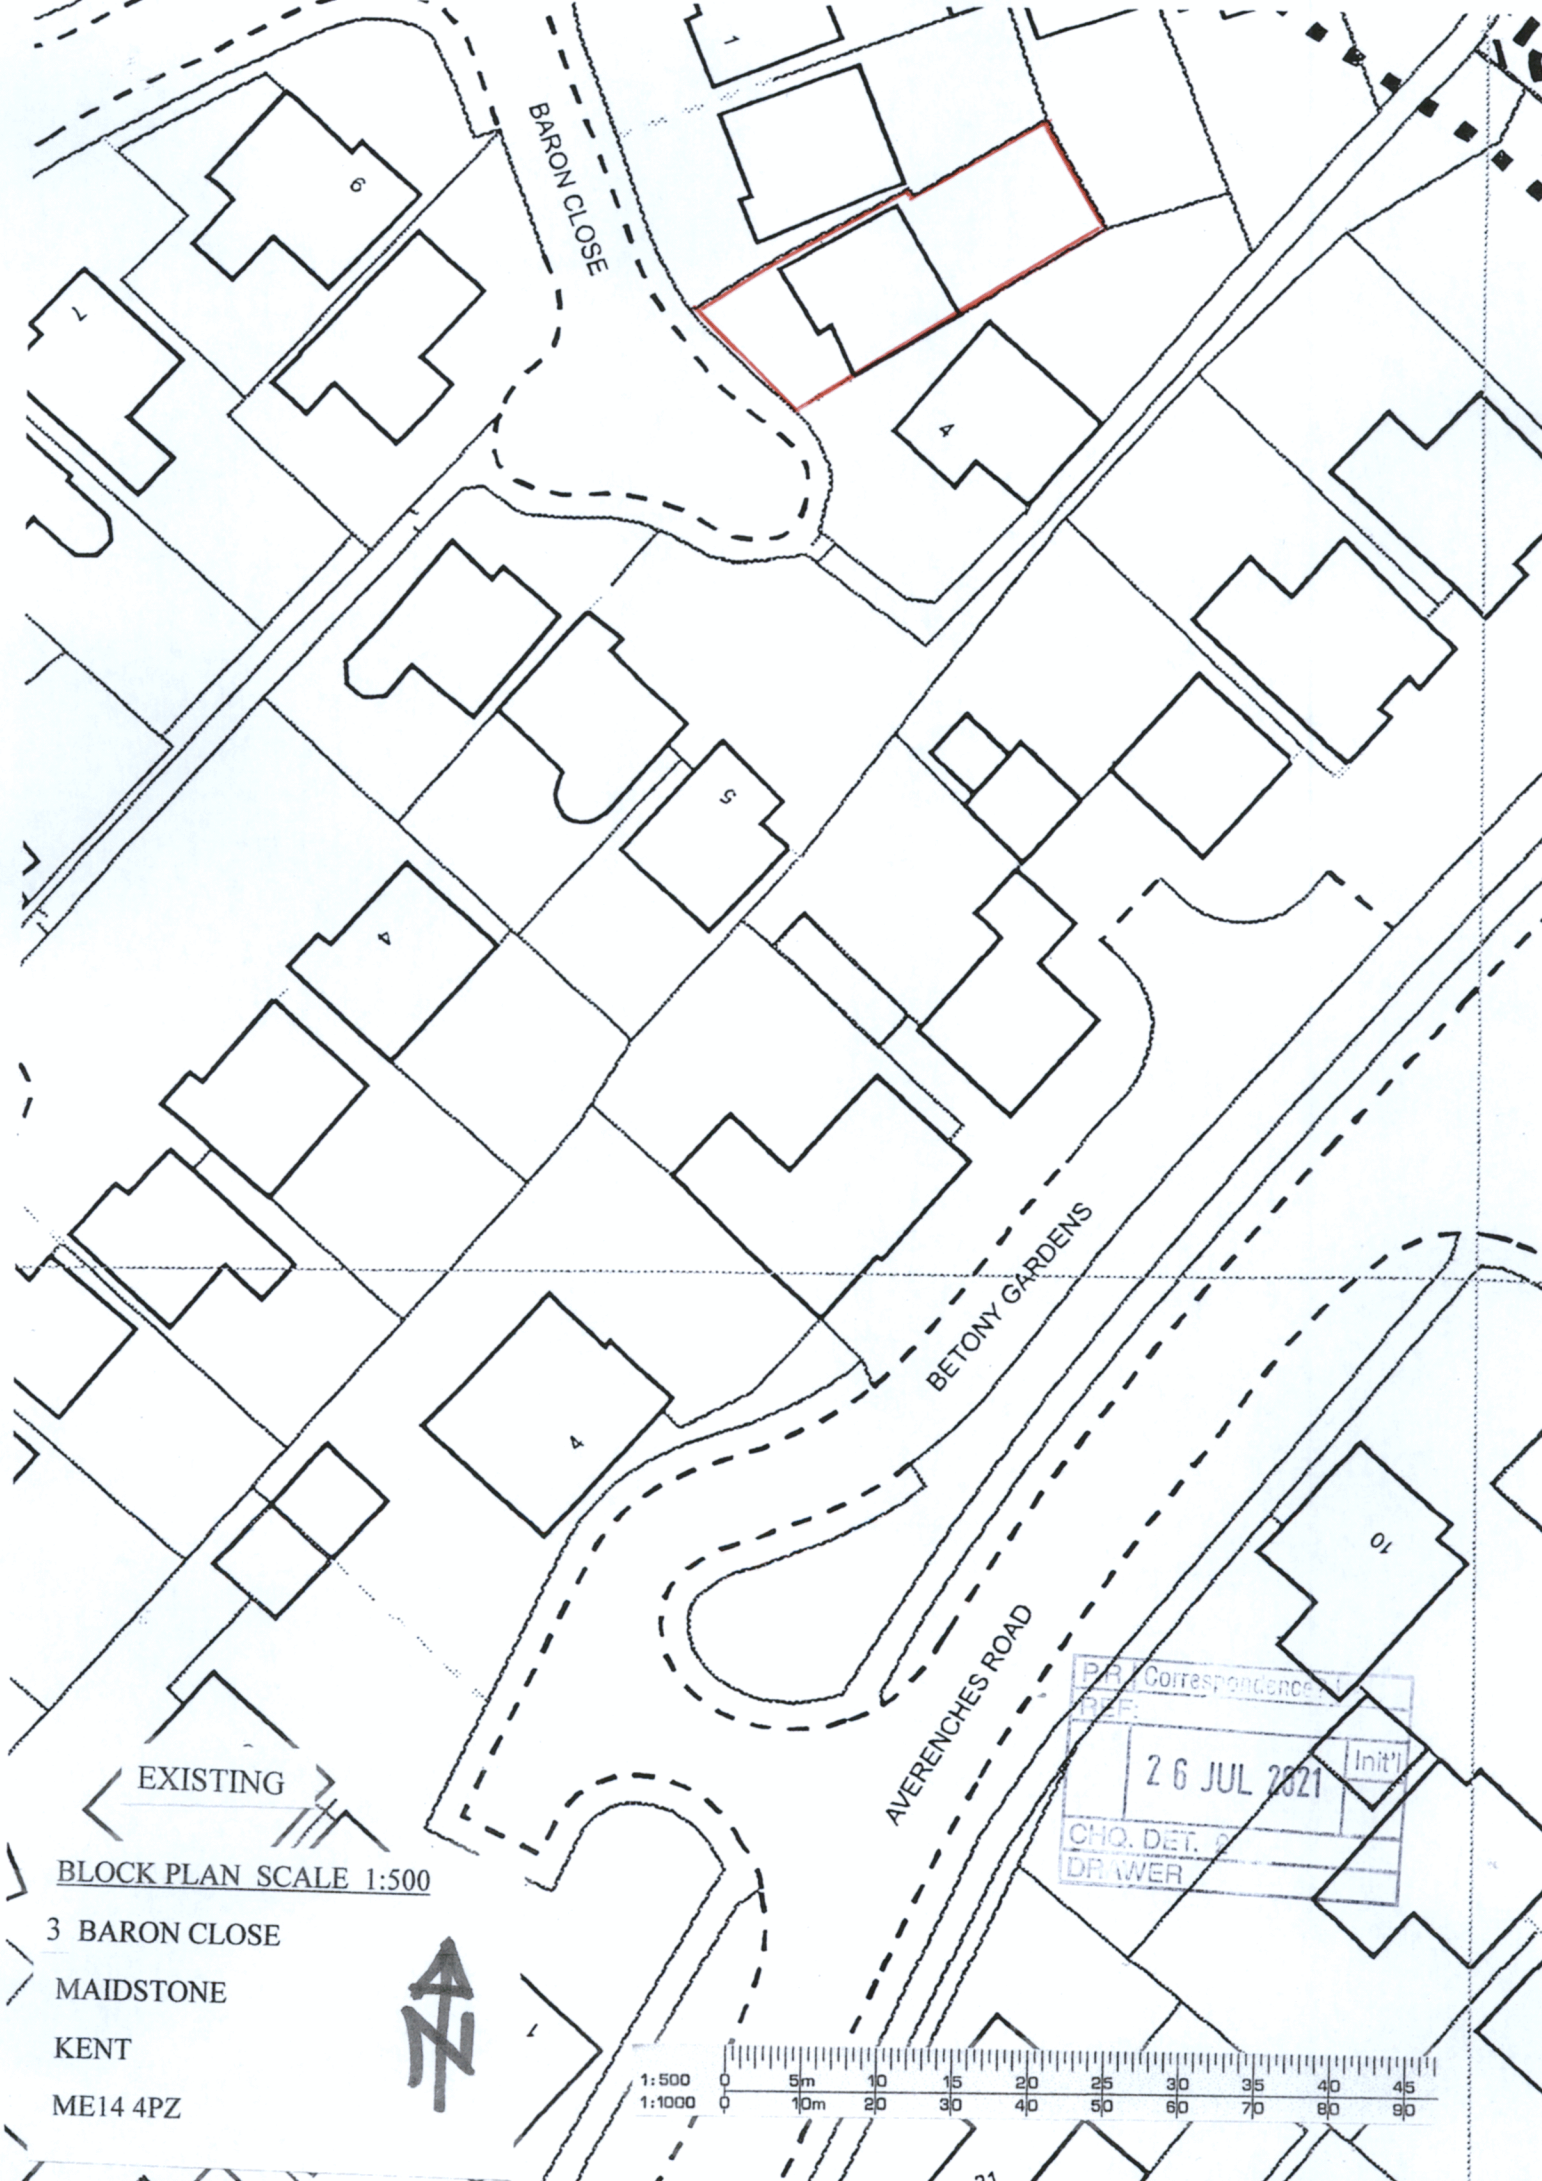 1
BARON CLOSE
9
7
4
5
4
BETONY GARDENS
4
10
AVERENCHES ROAD
P.R. Correspondence
REF:
26 JUL 2021 Init'l
CHQ. DET.
DRAWER
EXISTING
BLOCK PLAN SCALE 1:500
3 BARON CLOSE
MAIDSTONE
KENT
ME14 4PZ
N
1
1:500 0 5m 10 15 20 25 30 35 40 45
1:1000 0 10m 20 30 40 50 60 70 80 90